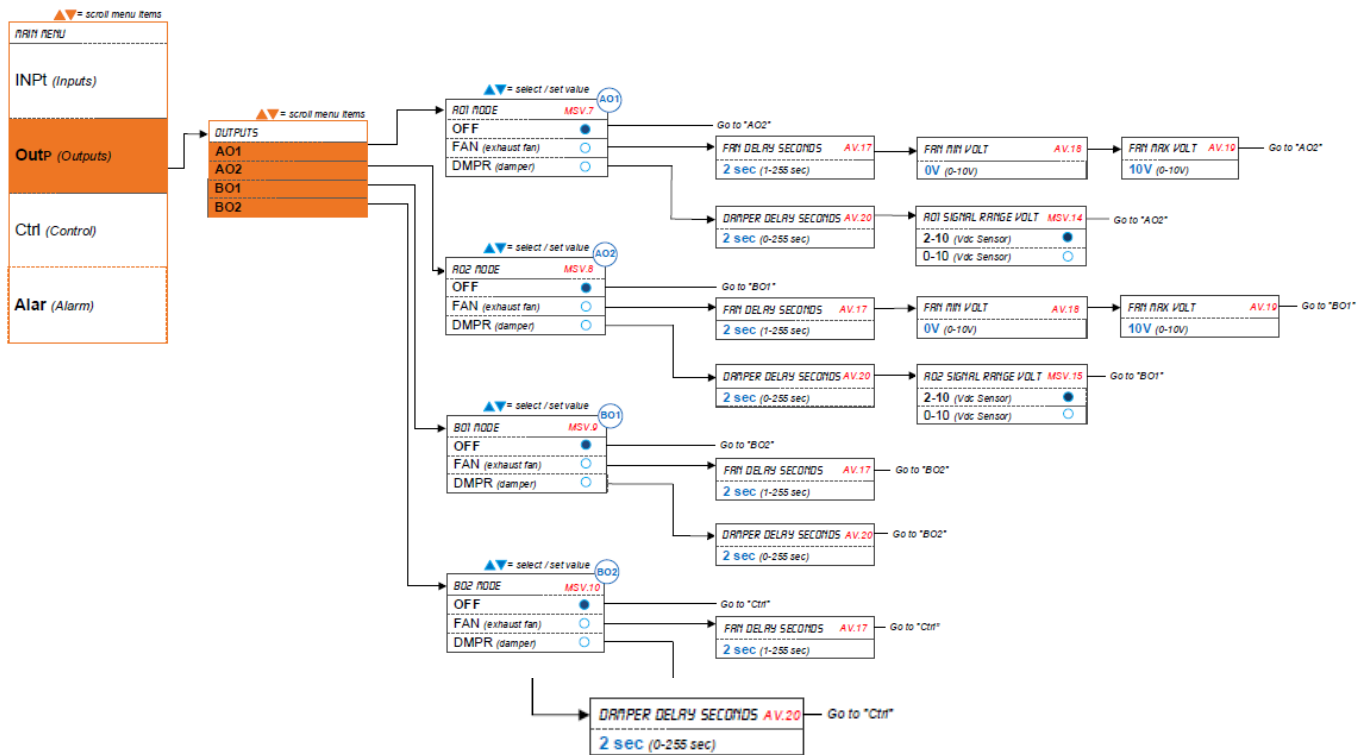 ▲▼= scroll menu items
MAIN MENU
INPt (Inputs)
OutP (Outputs)
Ctrl (Control)
Alar (Alarm)
▲▼= scroll menu items
OUTPUTS
AO1
AO2
BO1
BO2
▲▼= select / set value
AO1
AO1 MODE MSV.7
OFF
FAN (exhaust fan)
DMPR (damper)
Go to "AO2"
FAN DELAY SECONDS AV.17
2 sec (1-255 sec)
FAN MIN VOLT AV.18
0V (0-10V)
FAN MAX VOLT AV.19
10V (0-10V)
Go to "AO2"
DAMPER DELAY SECONDS AV.20
2 sec (0-255 sec)
AO1 SIGNAL RANGE VOLT MSV.14
2-10 (Vdc Sensor)
0-10 (Vdc Sensor)
Go to "AO2"
▲▼= select / set value
AO2
AO2 MODE MSV.8
OFF
FAN (exhaust fan)
DMPR (damper)
Go to "BO1"
FAN DELAY SECONDS AV.17
2 sec (1-255 sec)
FAN MIN VOLT AV.18
0V (0-10V)
FAN MAX VOLT AV.19
10V (0-10V)
Go to "BO1"
DAMPER DELAY SECONDS AV.20
2 sec (0-255 sec)
AO2 SIGNAL RANGE VOLT MSV.15
2-10 (Vdc Sensor)
0-10 (Vdc Sensor)
Go to "BO1"
▲▼= select / set value
BO1
BO1 MODE MSV.9
OFF
FAN (exhaust fan)
DMPR (damper)
Go to "BO2"
FAN DELAY SECONDS AV.17
2 sec (1-255 sec)
Go to "BO2"
DAMPER DELAY SECONDS AV.20
2 sec (0-255 sec)
Go to "BO2"
▲▼= select / set value
BO2
BO2 MODE MSV.10
OFF
FAN (exhaust fan)
DMPR (damper)
Go to "Ctrl"
FAN DELAY SECONDS AV.17
2 sec (1-255 sec)
Go to "Ctrl"
DAMPER DELAY SECONDS AV.20
2 sec (0-255 sec)
Go to "Ctrl"